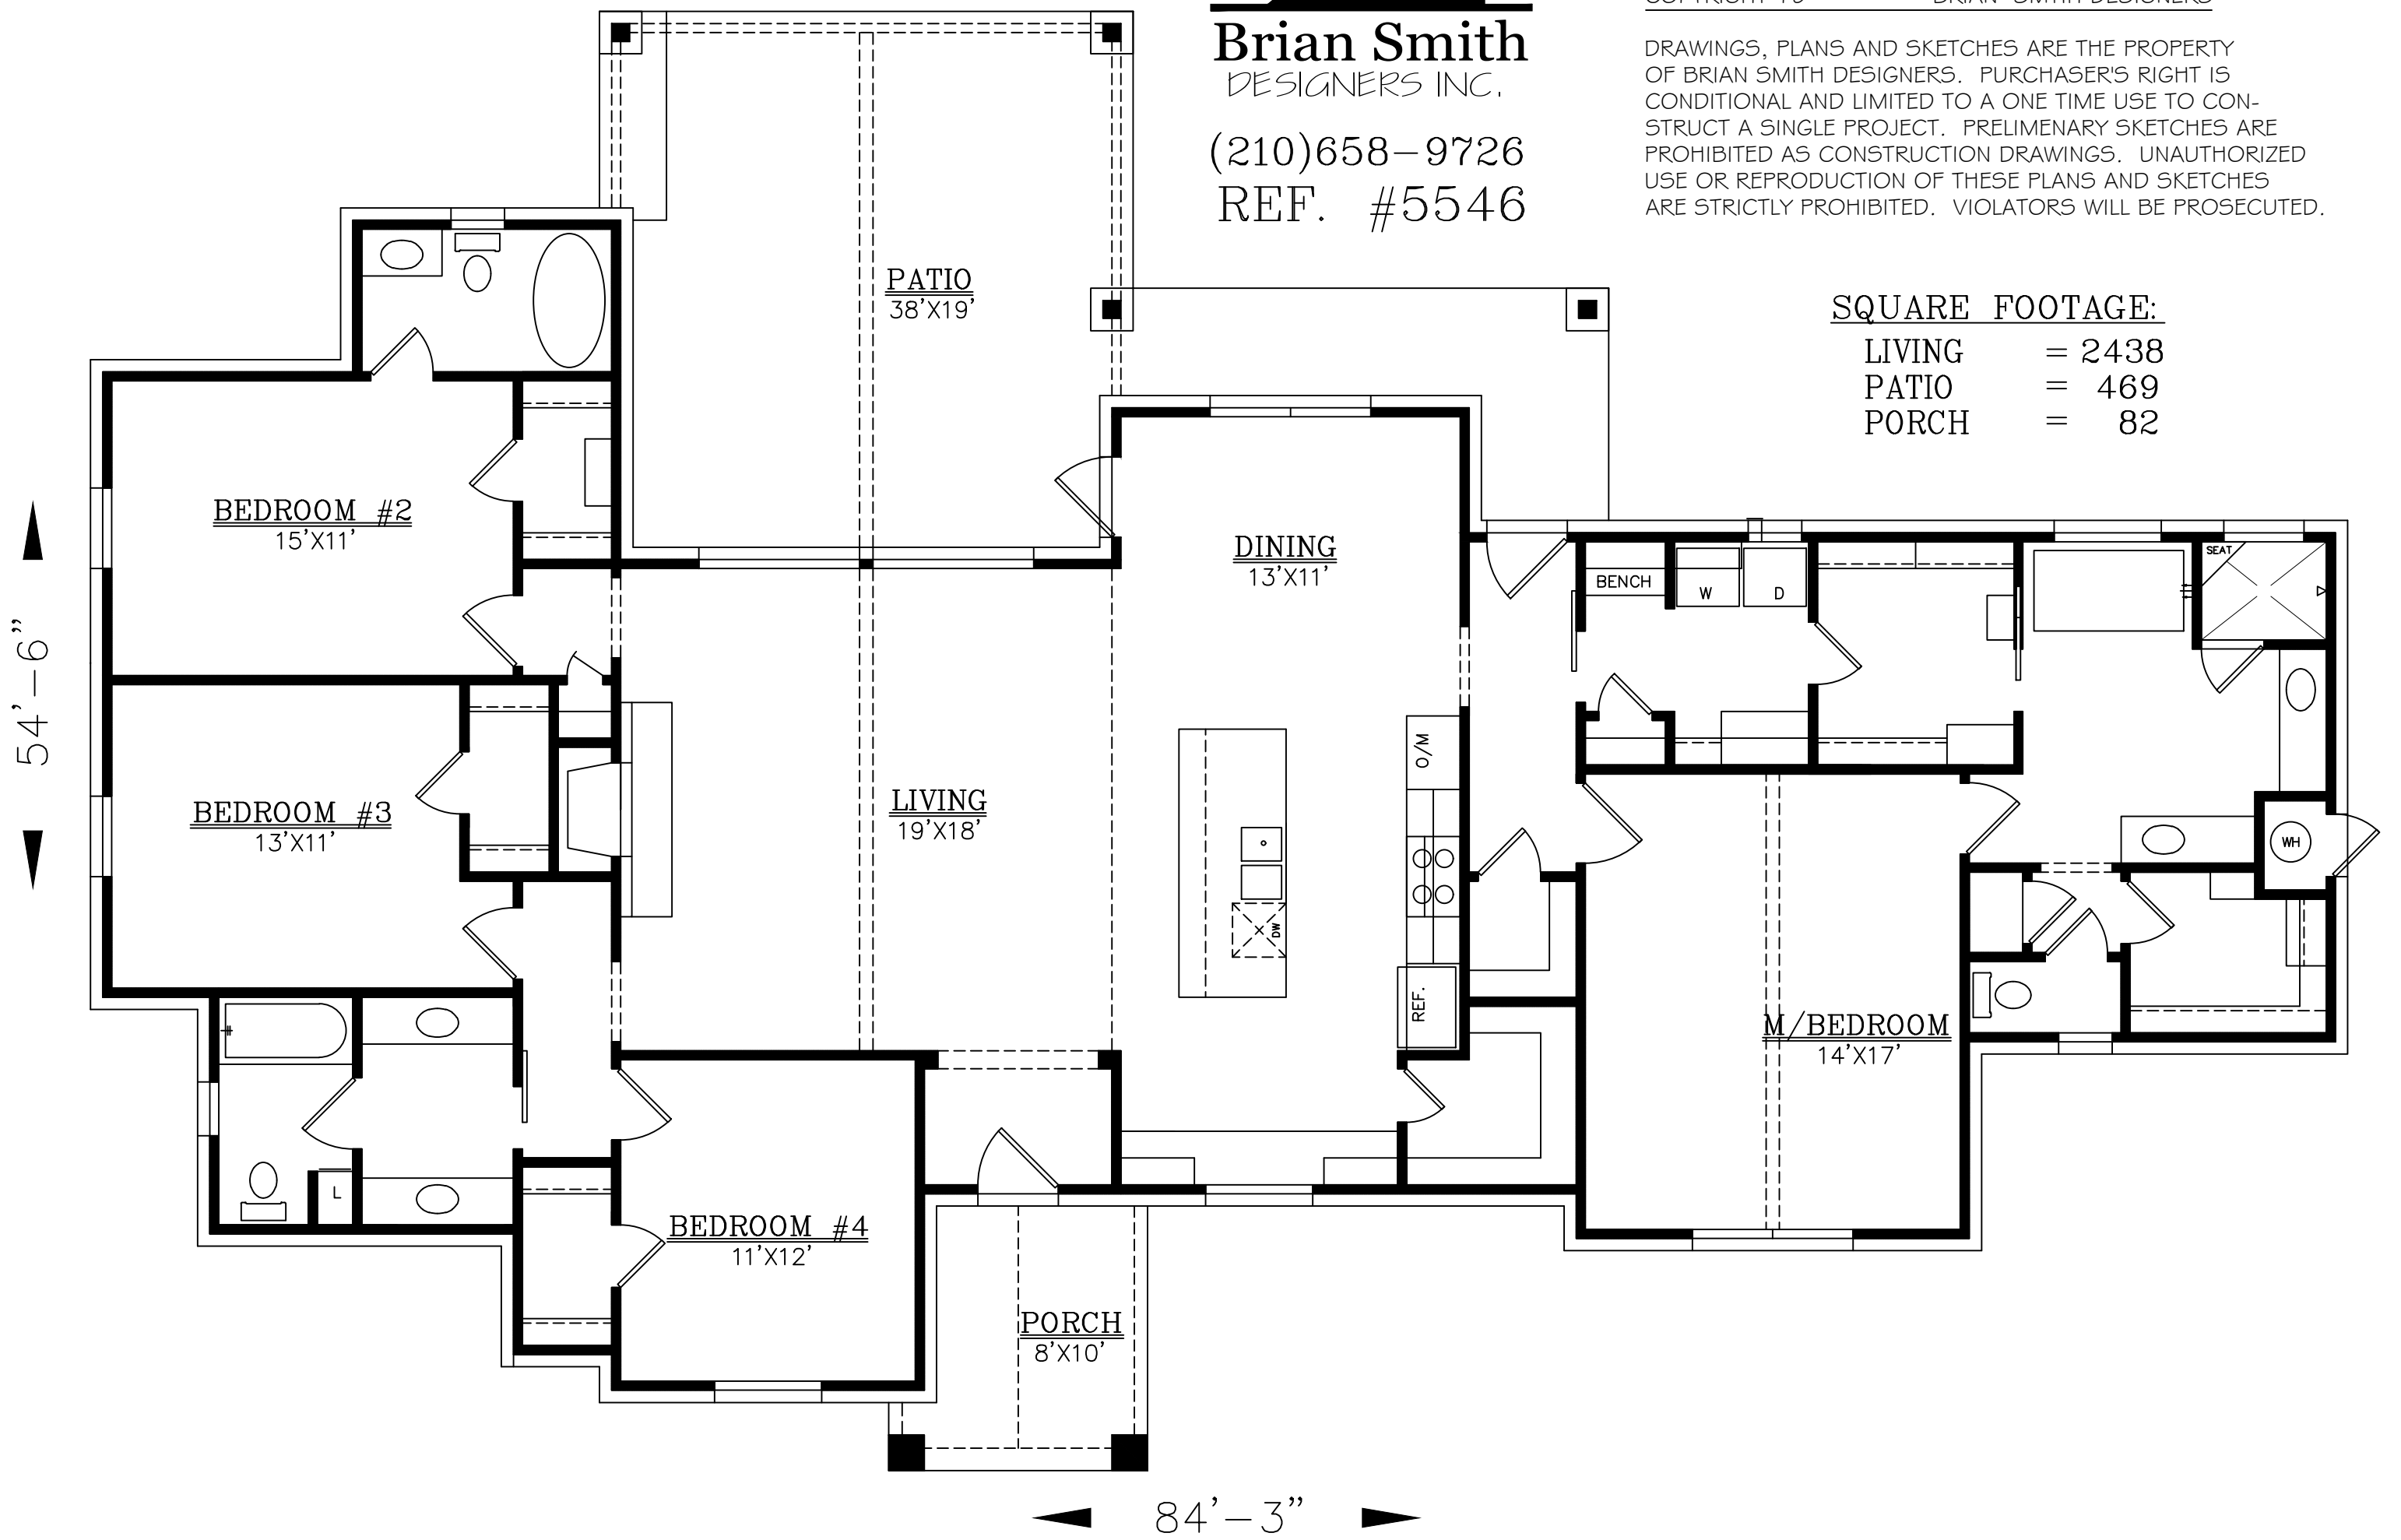 Brian Smith
DESIGNERS INC.
(210)658-9726
REF. #5546
COPYRIGHT 19 BRIAN SMITH DESIGNERS
DRAWINGS, PLANS AND SKETCHES ARE THE PROPERTY
OF BRIAN SMITH DESIGNERS. PURCHASER'S RIGHT IS
CONDITIONAL AND LIMITED TO A ONE TIME USE TO CON-
STRUCT A SINGLE PROJECT. PRELIMENARY SKETCHES ARE
PROHIBITED AS CONSTRUCTION DRAWINGS. UNAUTHORIZED
USE OR REPRODUCTION OF THESE PLANS AND SKETCHES
ARE STRICTLY PROHIBITED. VIOLATORS WILL BE PROSECUTED.
SQUARE FOOTAGE:
LIVING = 2438
PATIO = 469
PORCH = 82
PATIO
38'X19'
BEDROOM #2
15'X11'
DINING
13'X11'
BENCH
W
D
SEAT
54'-6"
BEDROOM #3
13'X11'
LIVING
19'X18'
O/M
DW
REF.
WH
M/BEDROOM
14'X17'
L
BEDROOM #4
11'X12'
PORCH
8'X10'
84'-3"